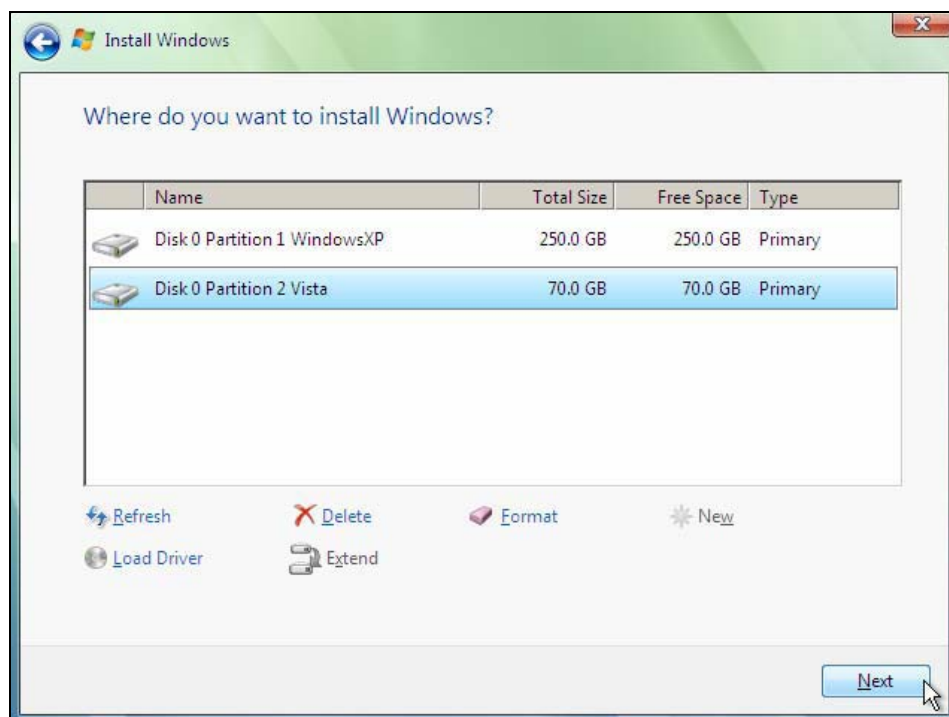 Install Windows
Where do you want to install Windows?
Name Total Size Free Space Type
Disk 0 Partition 1 WindowsXP 250.0 GB 250.0 GB Primary
Disk 0 Partition 2 Vista 70.0 GB 70.0 GB Primary
Refresh Delete Format New
Load Driver Extend
Next